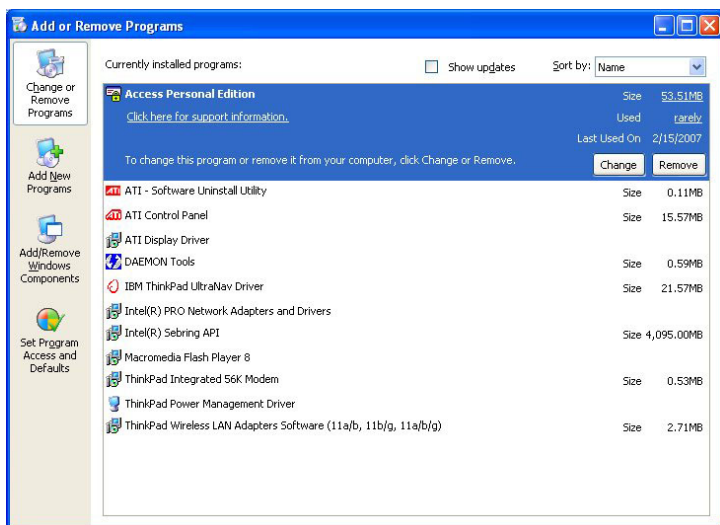 Add or Remove Programs
Change or
Remove
Programs
Add New
Programs
Add/Remove
Windows
Components
Set Program
Access and
Defaults
Currently installed programs:
Show updates
Sort by: Name
Access Personal Edition
Size 53.51MB
Click here for support information.
Used rarely
Last Used On 2/15/2007
To change this program or remove it from your computer, click Change or Remove.
Change Remove
ATI - Software Uninstall Utility Size 0.11MB
ATI Control Panel Size 15.57MB
ATI Display Driver
DAEMON Tools Size 0.59MB
IBM ThinkPad UltraNav Driver Size 21.57MB
Intel(R) PRO Network Adapters and Drivers
Intel(R) Sebring API Size 4,095.00MB
Macromedia Flash Player 8
ThinkPad Integrated 56K Modem Size 0.53MB
ThinkPad Power Management Driver
ThinkPad Wireless LAN Adapters Software (11a/b, 11b/g, 11a/b/g) Size 2.71MB